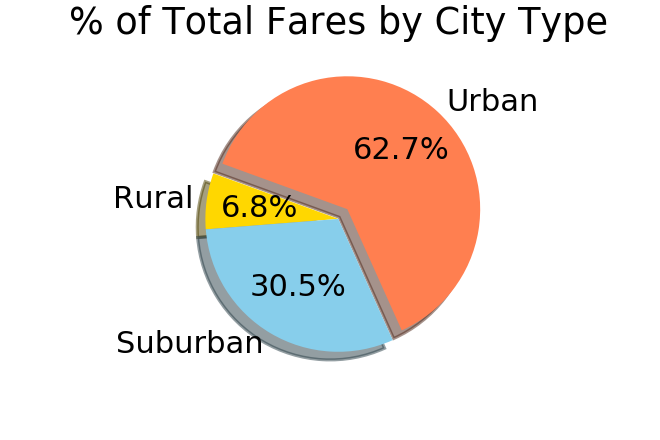 % of Total Fares by City Type
Urban
62.7%
Rural
6.8%
30.5%
Suburban